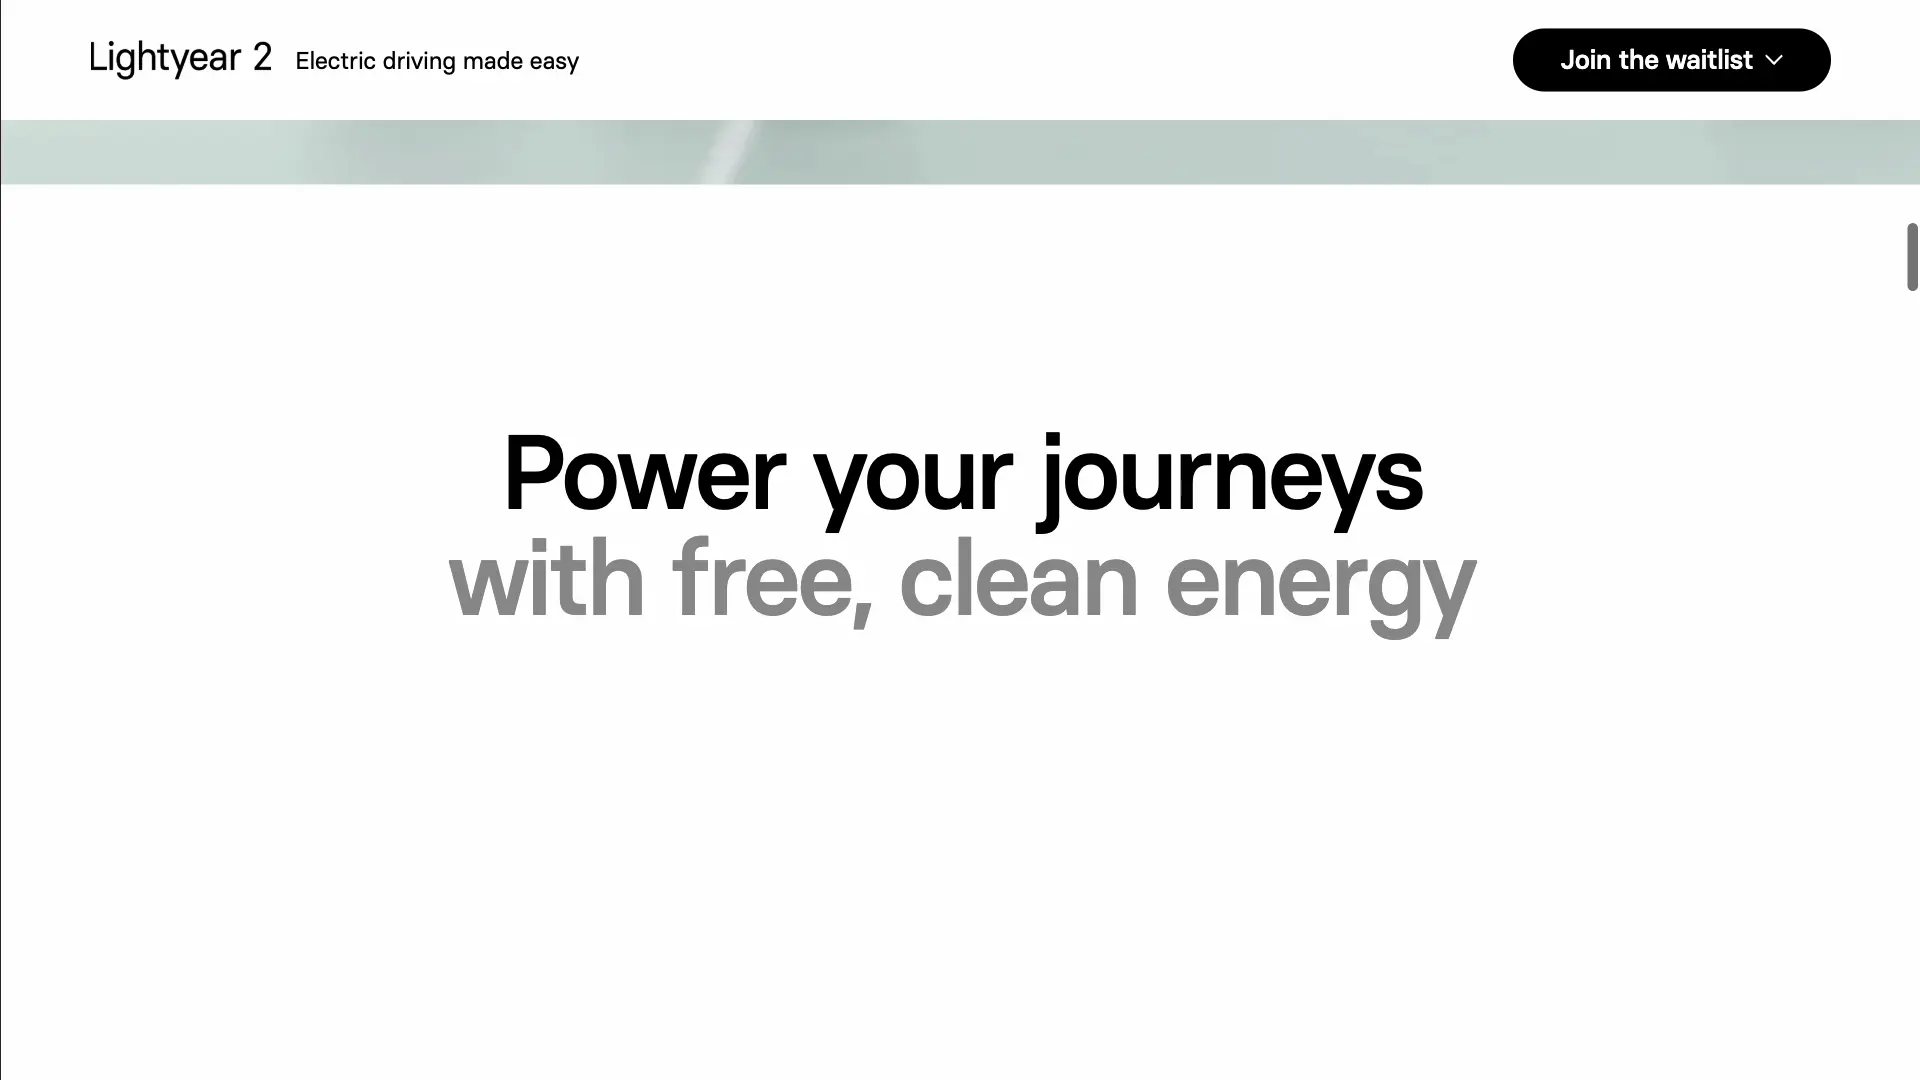 Lightyear 2 Electric driving made easy
Join the waitlist
Power your journeys
with free, clean energy